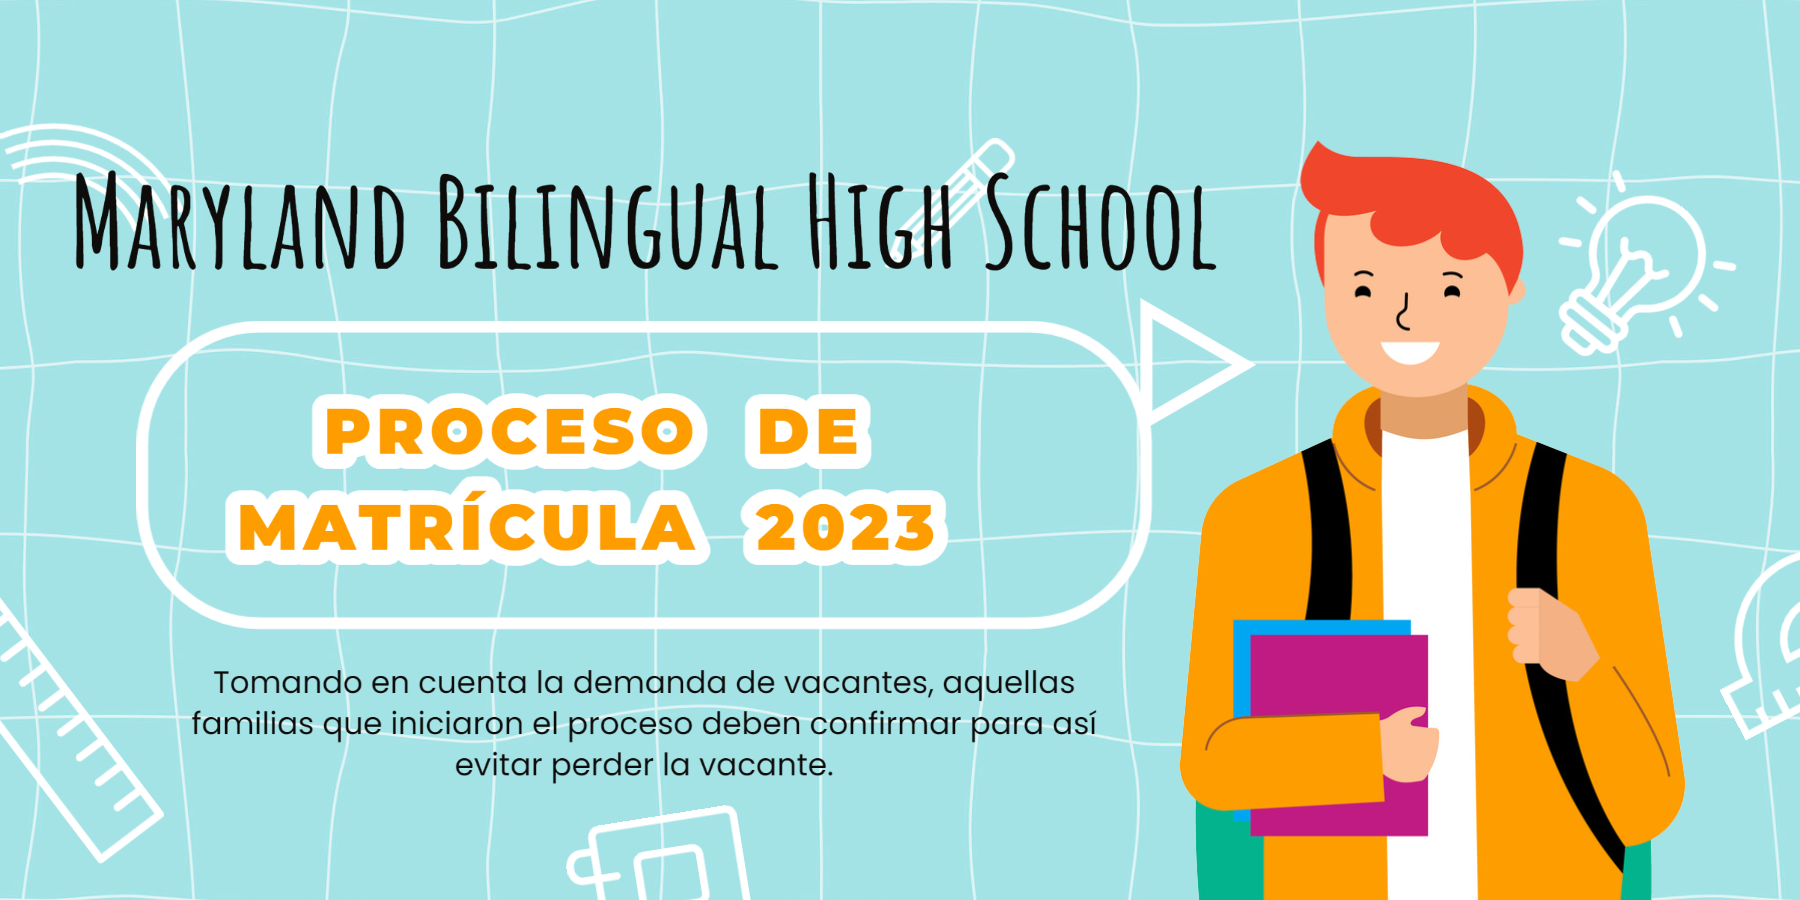 Maryland Bilingual High School
PROCESO DE
MATRÍCULA 2023
Tomando en cuenta la demanda de vacantes, aquellas
familias que iniciaron el proceso deben confirmar para así
evitar perder la vacante.